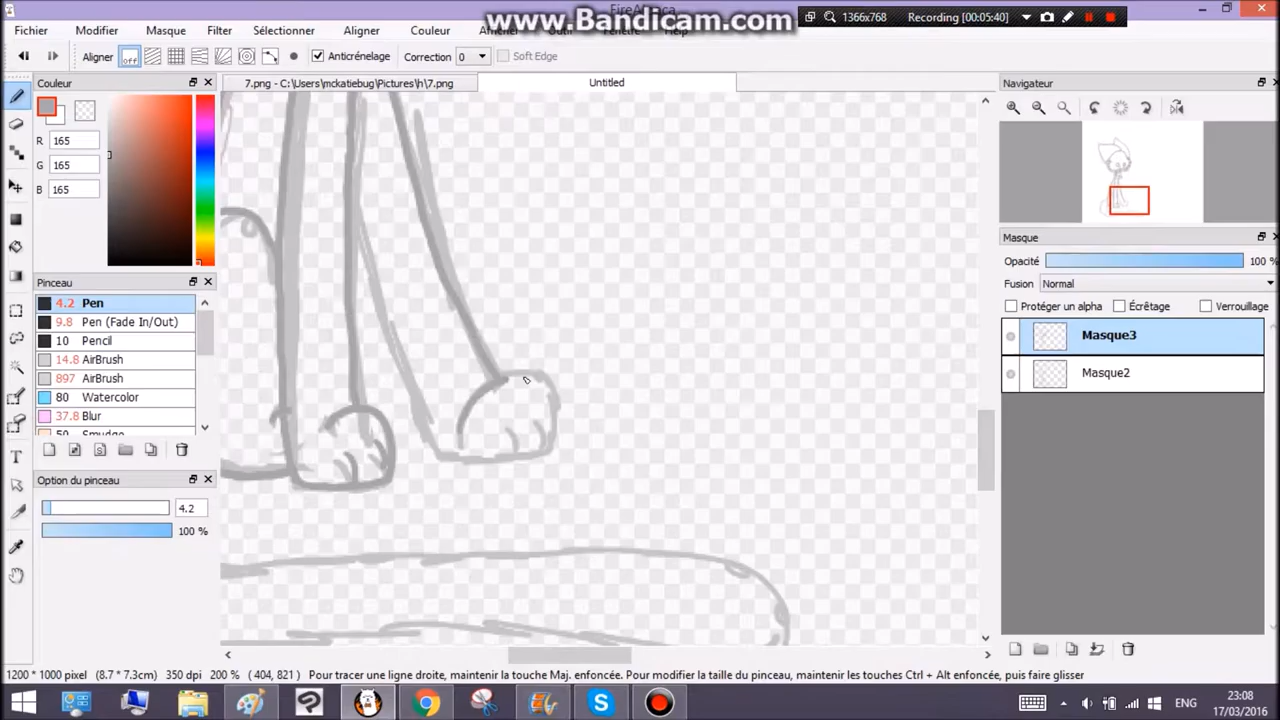 www.Bandicam.com
1366x768 Recording [00:05:40]
Fichier Modifier Masque Filter Sélectionner Aligner Couleur
Aligner off Anticrénelage Correction 0 Soft Edge
Couleur
7.png - C:\Users\mckatiebug\Pictures\h\7.png
Untitled
Navigateur
R 165
G 165
B 165
Masque
Opacité 100 %
Fusion Normal
Protéger un alpha Écrêtage Verrouillage
Masque3
Masque2
Pinceau
4.2 Pen
9.8 Pen (Fade In/Out)
10 Pencil
14.8 AirBrush
897 AirBrush
80 Watercolor
37.8 Blur
50 Smudge
Option du pinceau
4.2
100 %
1200 * 1000 pixel (8.7 * 7.3cm) 350 dpi 200 % ( 404, 821) Pour tracer une ligne droite, maintenir la touche Maj. enfoncée. Pour modifier la taille du pinceau, maintenir les touches Ctrl + Alt enfoncée, puis faire glisser
ENG
23:08
17/03/2016